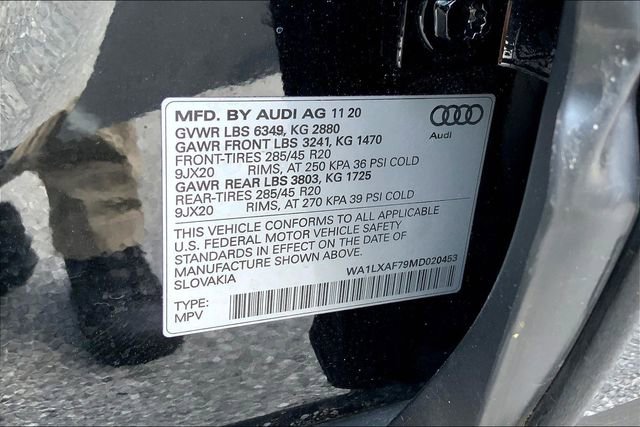 MFD. BY AUDI AG 11 20
GVWR LBS 6349, KG 2880
GAWR FRONT LBS 3241, KG 1470
FRONT-TIRES 285/45 R20
9JX20 RIMS, AT 250 KPA 36 PSI COLD
GAWR REAR LBS 3803, KG 1725
REAR-TIRES 285/45 R20
9JX20 RIMS, AT 270 KPA 39 PSI COLD
Audi
THIS VEHICLE CONFORMS TO ALL APPLICABLE
U.S. FEDERAL MOTOR VEHICLE SAFETY
STANDARDS IN EFFECT ON THE DATE OF
MANUFACTURE SHOWN ABOVE.
SLOVAKIA WA1LXAF79MD020453
TYPE:
MPV